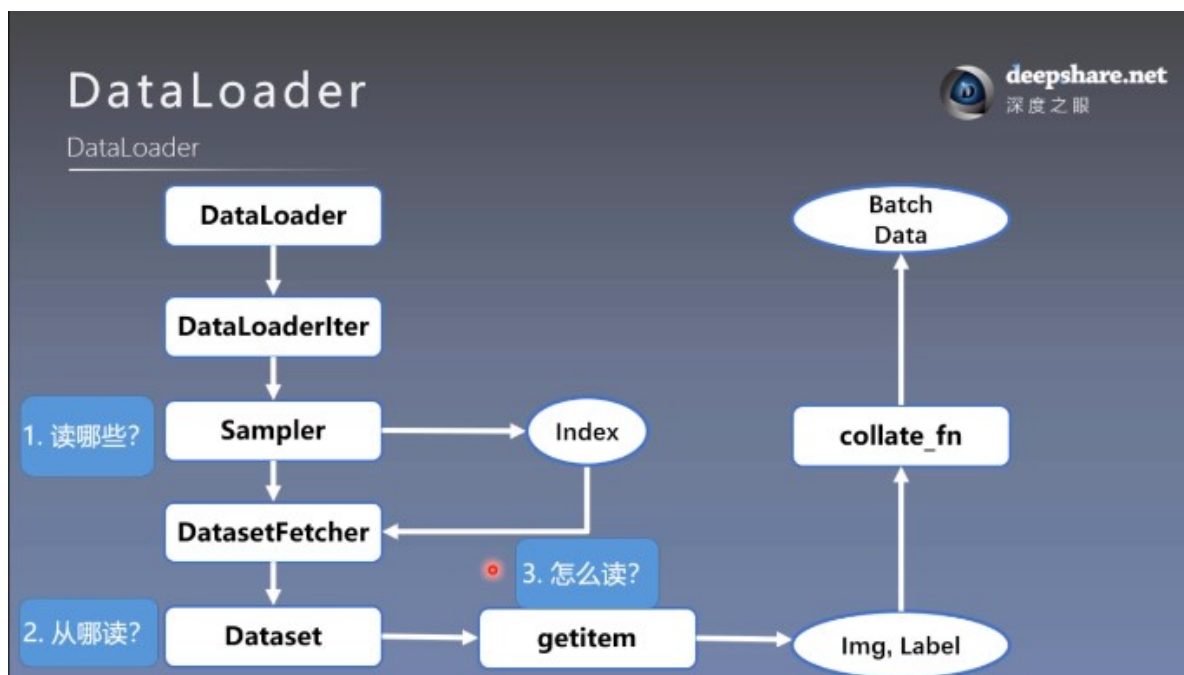 DataLoader
deepshare.net
深度之眼
DataLoader
DataLoader
Batch
Data
DataLoaderIter
1. 读哪些?
Sampler
Index
collate_fn
DatasetFetcher
3. 怎么读?
2. 从哪读?
Dataset
getitem
Img, Label